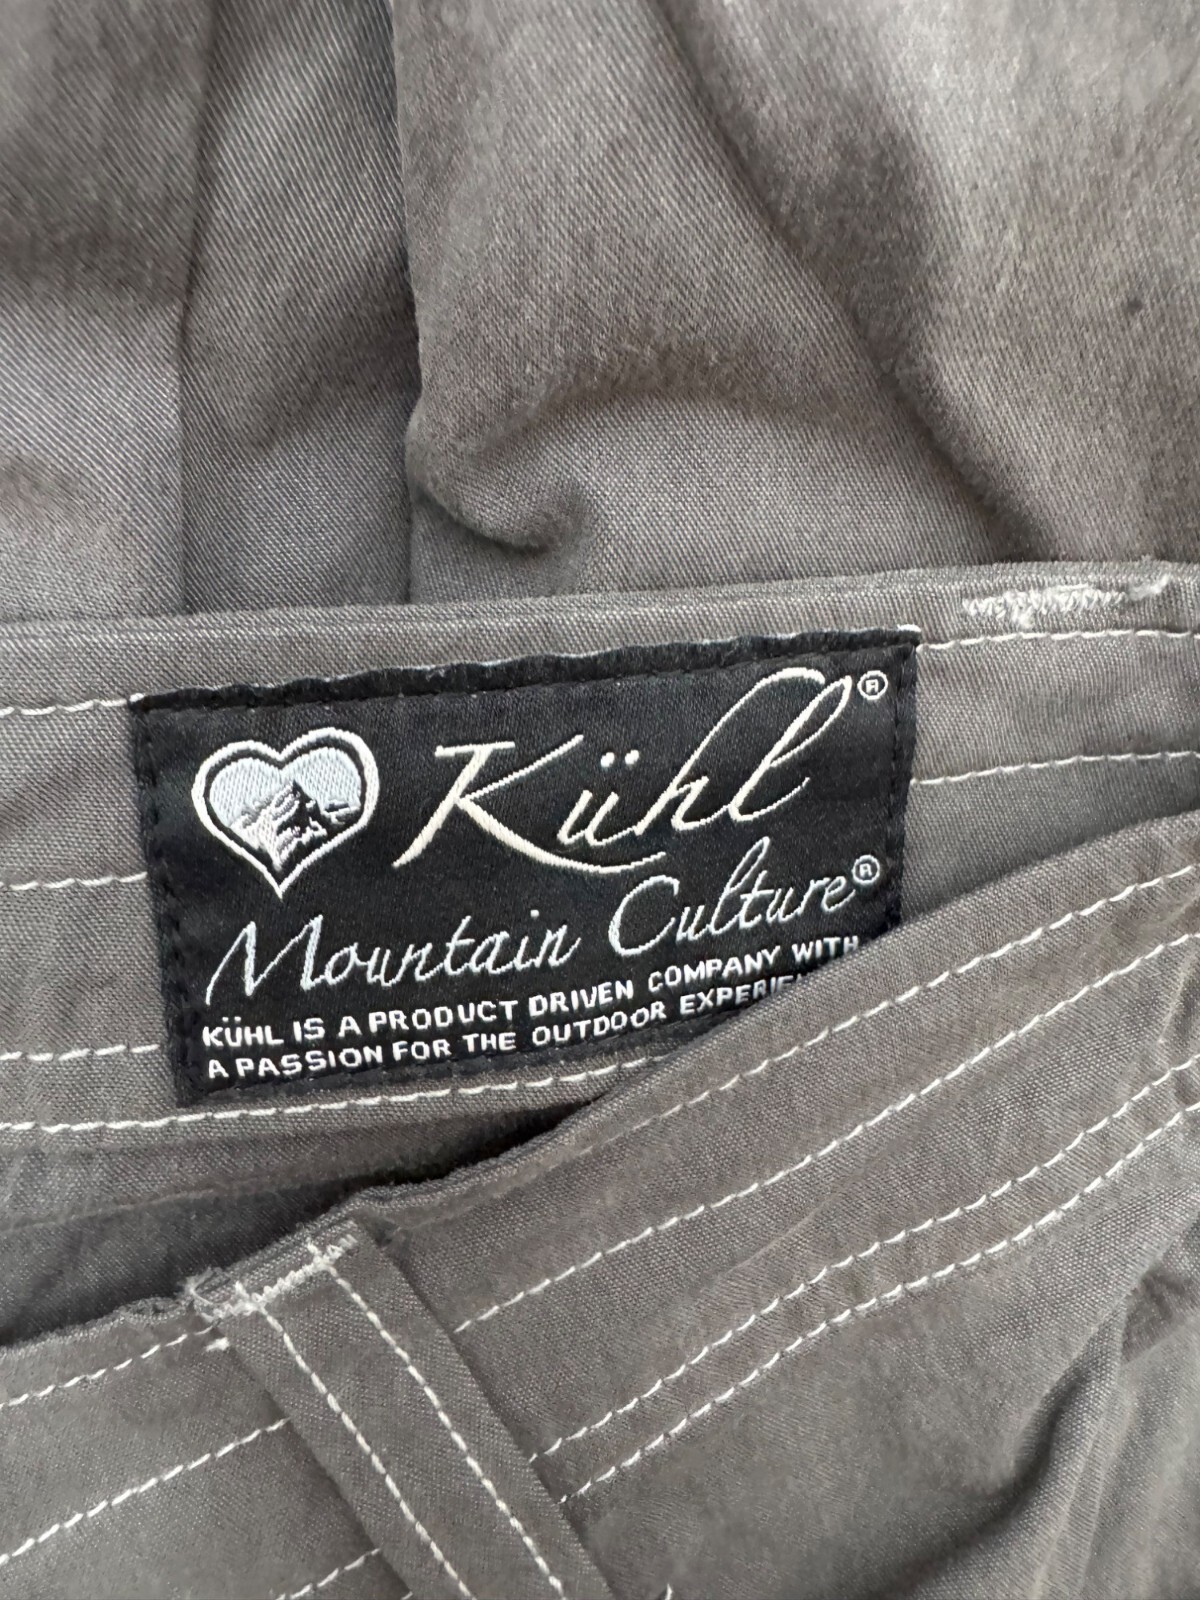 Kühl®
Mountain Culture®
KÜHL IS A PRODUCT DRIVEN COMPANY WITH
A PASSION FOR THE OUTDOOR